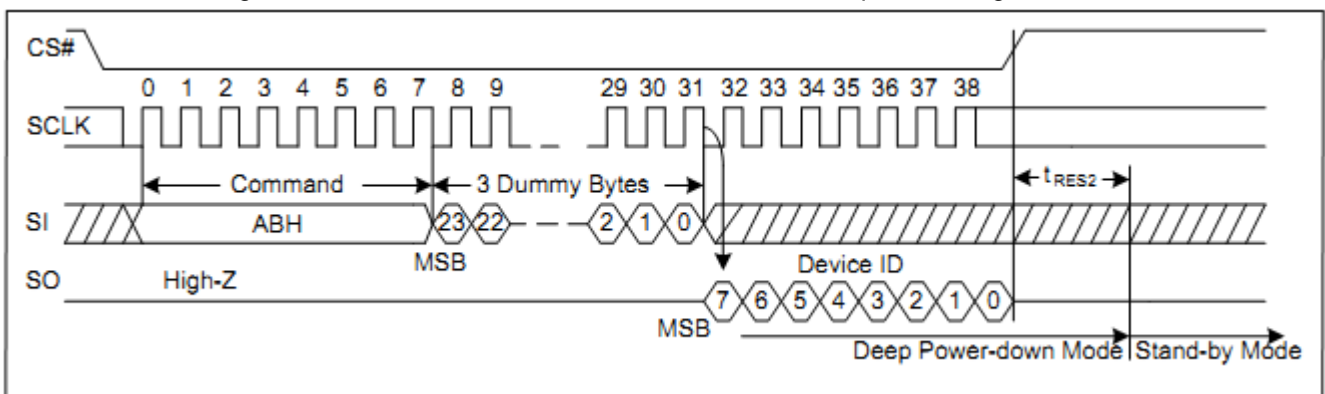 CS#
0 1 2 3 4 5 6 7 8 9 29 30 31 32 33 34 35 36 37 38
SCLK
Command 3 Dummy Bytes tRES2
SI ABH 23 22 2 1 0
MSB Device ID
SO High-Z
7 6 5 4 3 2 1 0
MSB
Deep Power-down Mode Stand-by Mode